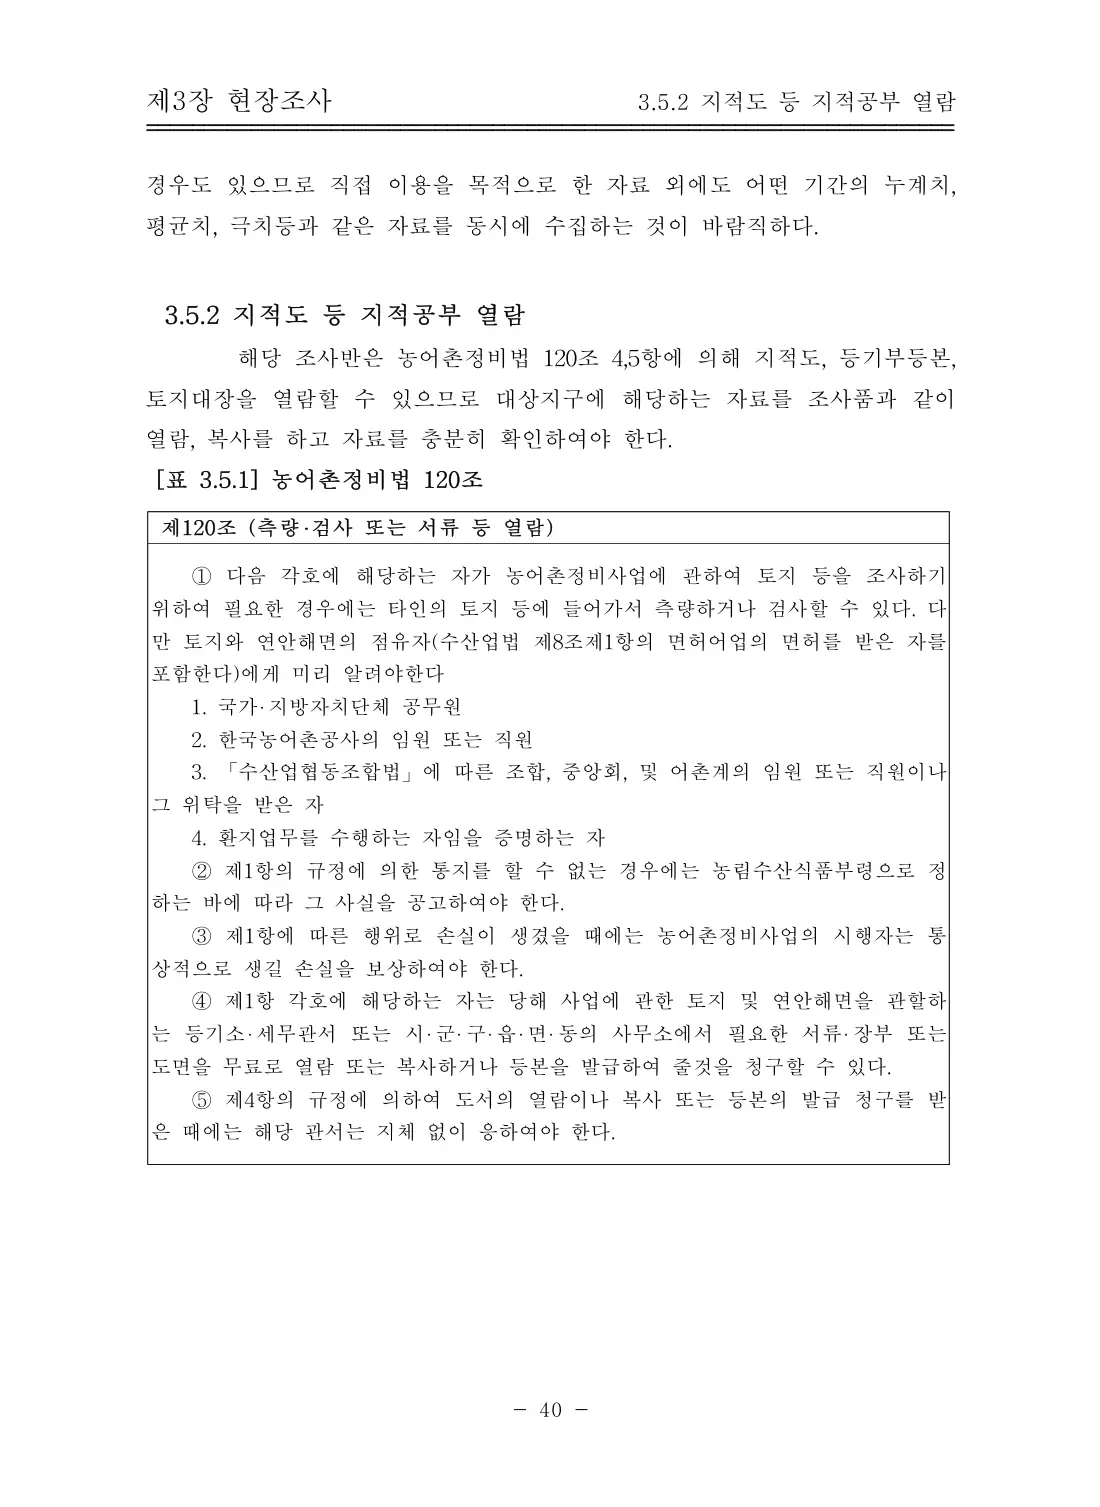 제3장 현장조사
3.5.2 지적도 등 지적공부 열람
경우도 있으므로 직접 이용을 목적으로 한 자료 외에도 어떤 기간의 누계치,
평균치, 극치등과 같은 자료를 동시에 수집하는 것이 바람직하다.
3.5.2 지적도 등 지적공부 열람
해당 조사반은 농어촌정비법 120조 4,5항에 의해 지적도, 등기부등본,
토지대장을 열람할 수 있으므로 대상지구에 해당하는 자료를 조사품과 같이
열람, 복사를 하고 자료를 충분히 확인하여야 한다.
[표 3.5.1] 농어촌정비법 120조
제120조 (측량·검사 또는 서류 등 열람)
① 다음 각호에 해당하는 자가 농어촌정비사업에 관하여 토지 등을 조사하기
위하여 필요한 경우에는 타인의 토지 등에 들어가서 측량하거나 검사할 수 있다. 다
만 토지와 연안해면의 점유자(수산업법 제8조제1항의 면허어업의 면허를 받은 자를
포함한다)에게 미리 알려야한다
1. 국가·지방자치단체 공무원
2. 한국농어촌공사의 임원 또는 직원
3. 「수산업협동조합법」에 따른 조합, 중앙회, 및 어촌계의 임원 또는 직원이나
그 위탁을 받은 자
4. 환지업무를 수행하는 자임을 증명하는 자
② 제1항의 규정에 의한 통지를 할 수 없는 경우에는 농림수산식품부령으로 정
하는 바에 따라 그 사실을 공고하여야 한다.
③ 제1항에 따른 행위로 손실이 생겼을 때에는 농어촌정비사업의 시행자는 통
상적으로 생길 손실을 보상하여야 한다.
④ 제1항 각호에 해당하는 자는 당해 사업에 관한 토지 및 연안해면을 관할하
는 등기소·세무관서 또는 시·군·구·읍·면·동의 사무소에서 필요한 서류·장부 또는
도면을 무료로 열람 또는 복사하거나 등본을 발급하여 줄것을 청구할 수 있다.
⑤ 제4항의 규정에 의하여 도서의 열람이나 복사 또는 등본의 발급 청구를 받
은 때에는 해당 관서는 지체 없이 응하여야 한다.
- 40 -